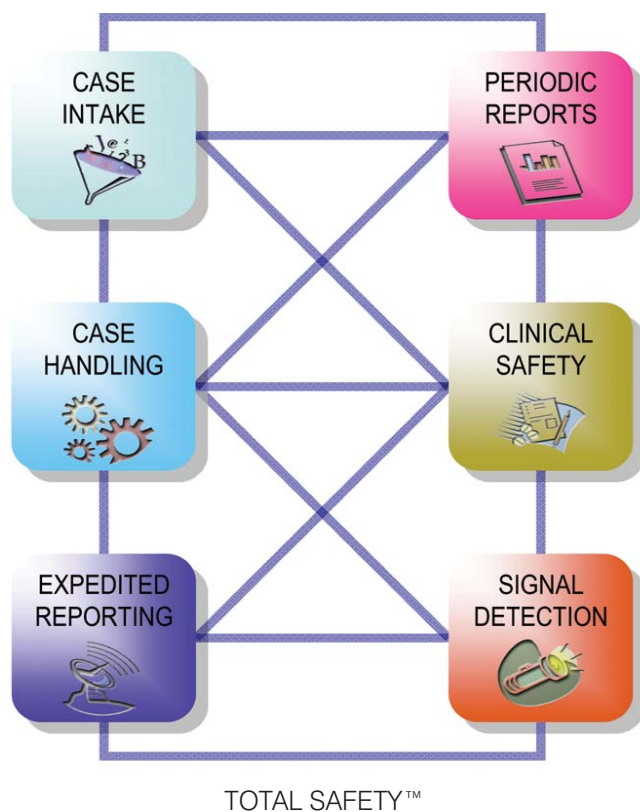 CASE
INTAKE
PERIODIC
REPORTS
CASE
HANDLING
CLINICAL
SAFETY
EXPEDITED
REPORTING
SIGNAL
DETECTION
TOTAL SAFETY™